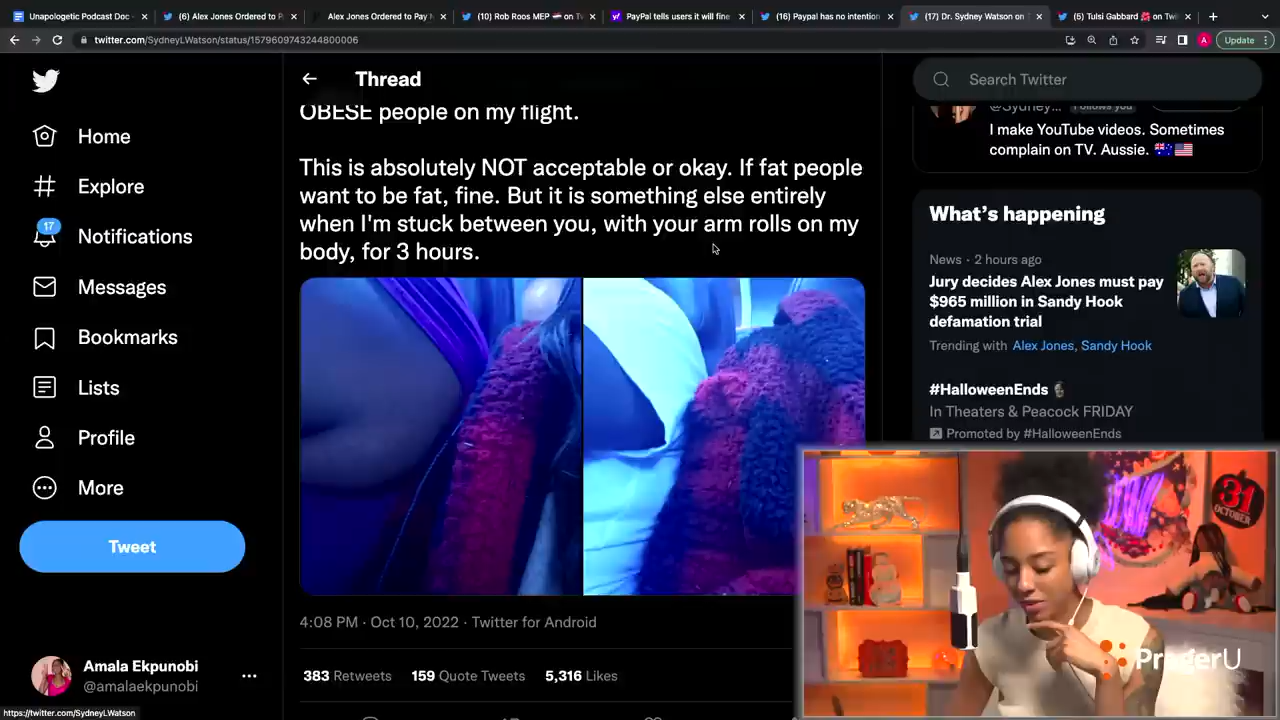 Unapologetic Podcast Doc
(6) Alex Jones Ordered to P
Alex Jones Ordered to Pay
(10) Rob Roos MEP on Tw
PayPal tells users it will fine
(16) Paypal has no intention
(17) Dr. Sydney Watson on
(5) Tulsi Gabbard on Twit
twitter.com/SydneyLWatson/status/1579609743244800006
A
Update
Thread
Search Twitter
Home
Explore
17
Notifications
Messages
Bookmarks
Lists
Profile
More
Tweet
Amala Ekpunobi
@amalaekpunobi
https://twitter.com/SydneyLWatson
OBESE people on my flight.
This is absolutely NOT acceptable or okay. If fat people
want to be fat, fine. But it is something else entirely
when I'm stuck between you, with your arm rolls on my
body, for 3 hours.
4:08 PM · Oct 10, 2022 · Twitter for Android
383 Retweets 159 Quote Tweets 5,316 Likes
@Sydney... Follows you
I make YouTube videos. Sometimes
complain on TV. Aussie.
What's happening
News · 2 hours ago
Jury decides Alex Jones must pay
$965 million in Sandy Hook
defamation trial
Trending with Alex Jones, Sandy Hook
#HalloweenEnds
In Theaters & Peacock FRIDAY
Promoted by #HalloweenEnds
31
OCTOBER
PragerU